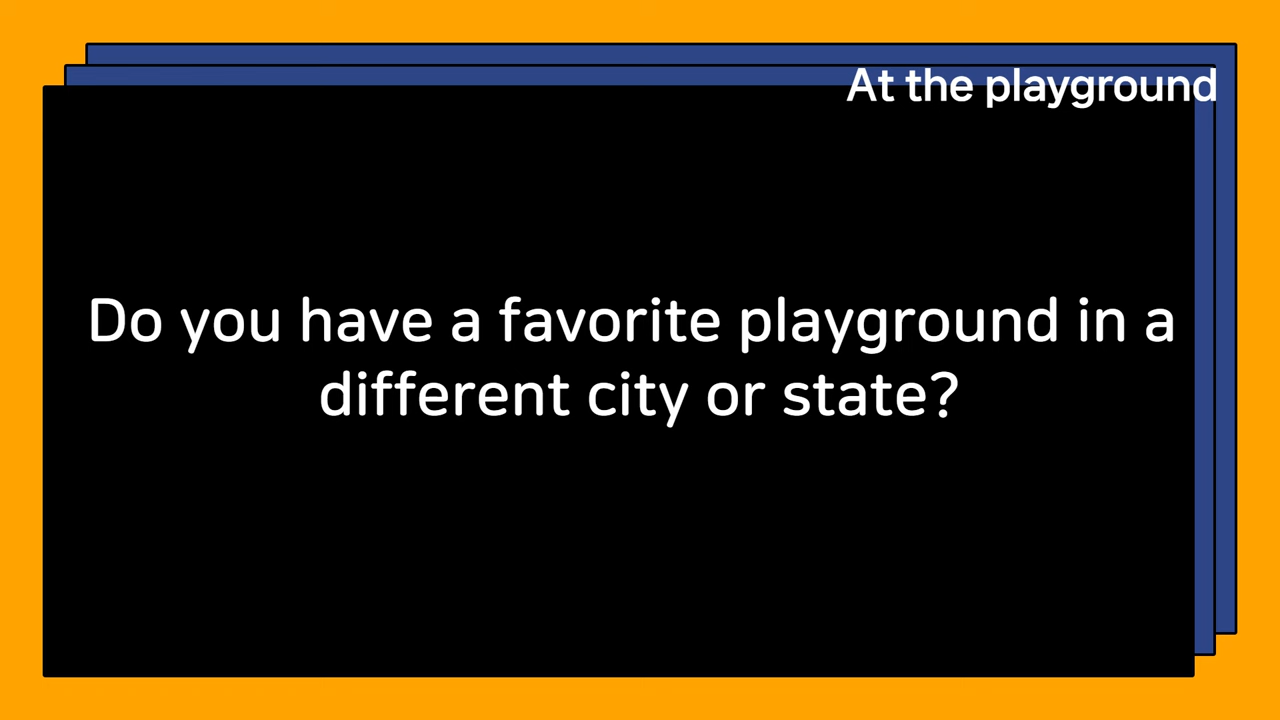 At the playground
Do you have a favorite playground in a
different city or state?